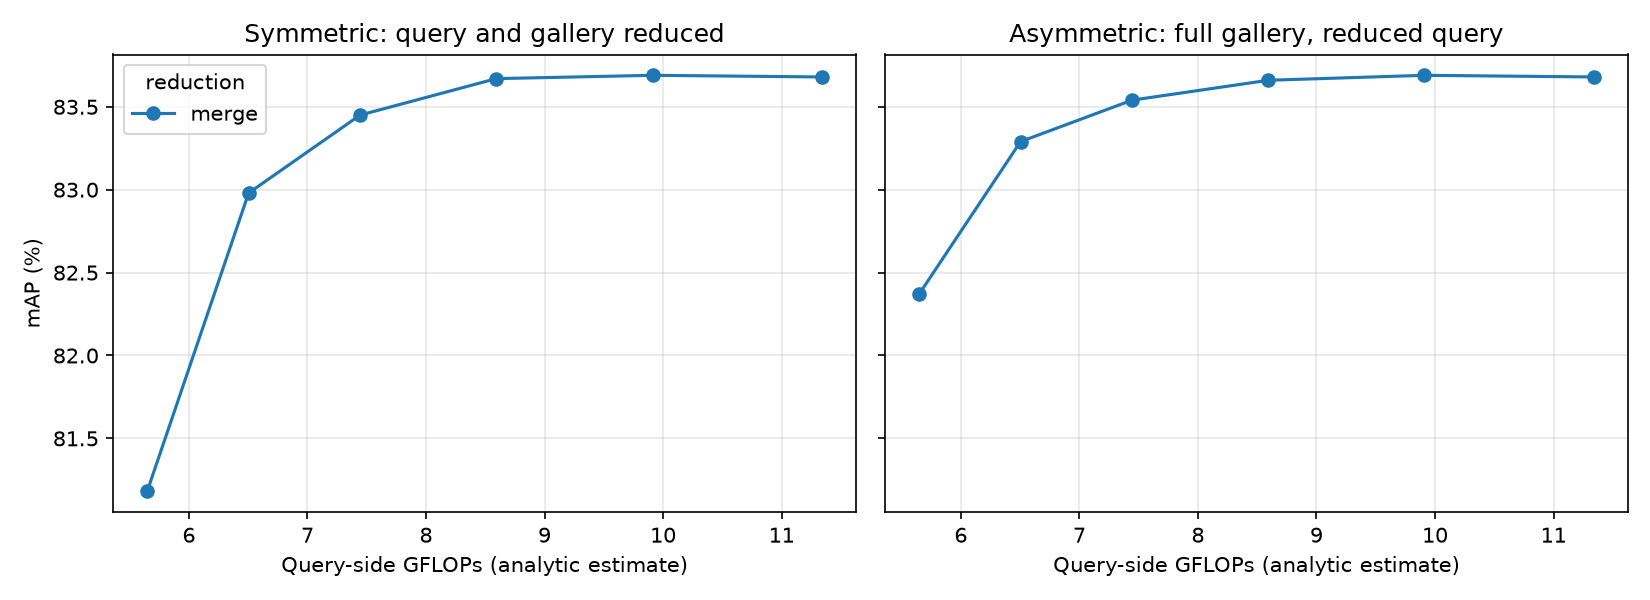 Symmetric: query and gallery reduced
reduction
merge
83.5
83.0
82.5
82.0
81.5
mAP (%)
6 7 8 9 10 11
Query-side GFLOPs (analytic estimate)
Asymmetric: full gallery, reduced query
6 7 8 9 10 11
Query-side GFLOPs (analytic estimate)